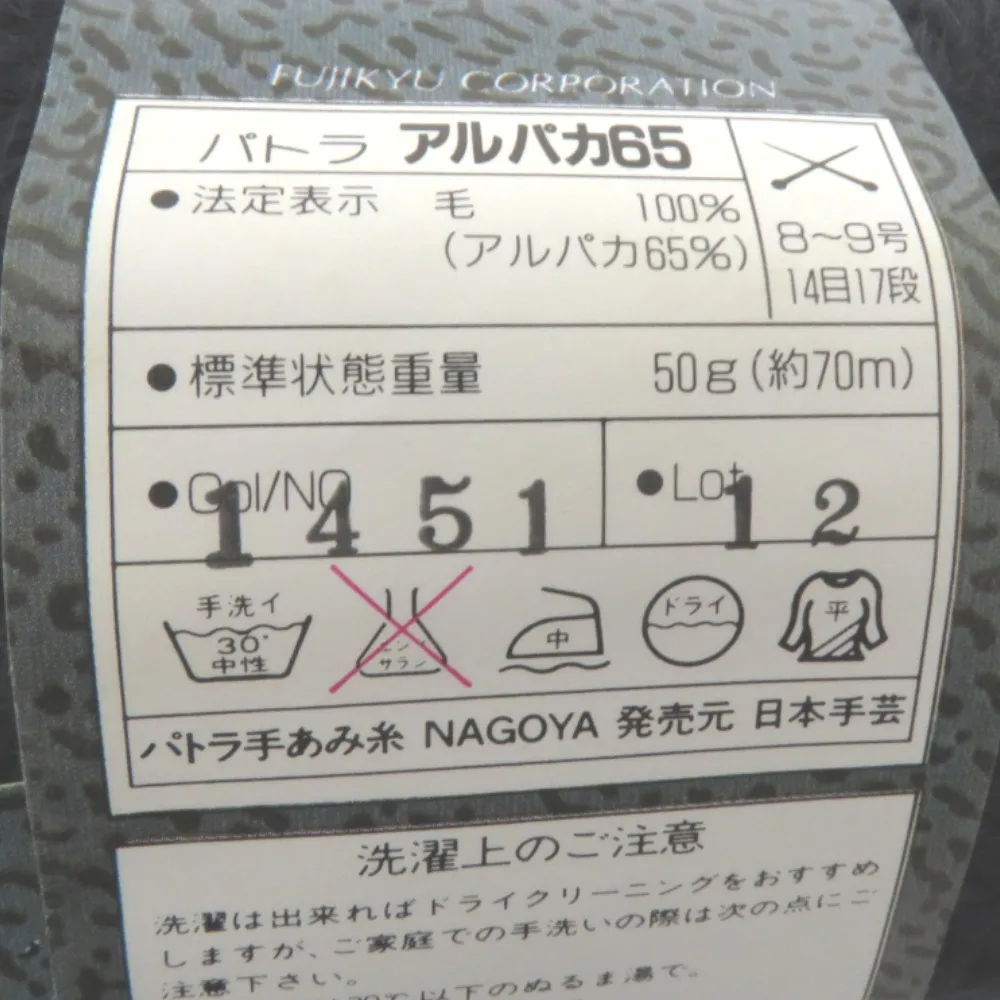 FUJIKYU CORPORATION
パトラ アルパカ65
●法定表示 毛 100%
(アルパカ65%)
8～9号
14目17段
●標準状態重量 50g(約70m)
●Col/NO 1451
●Lot 12
手洗イ
30°
中性
エンソ
サラシ
中
ドライ
平
パトラ手あみ糸 NAGOYA 発売元 日本手芸
洗濯上のご注意
洗濯は出来ればドライクリーニングをおすすめ
しますが、ご家庭での手洗いの際は次の点にご
注意下さい。
以下のぬるま湯で。